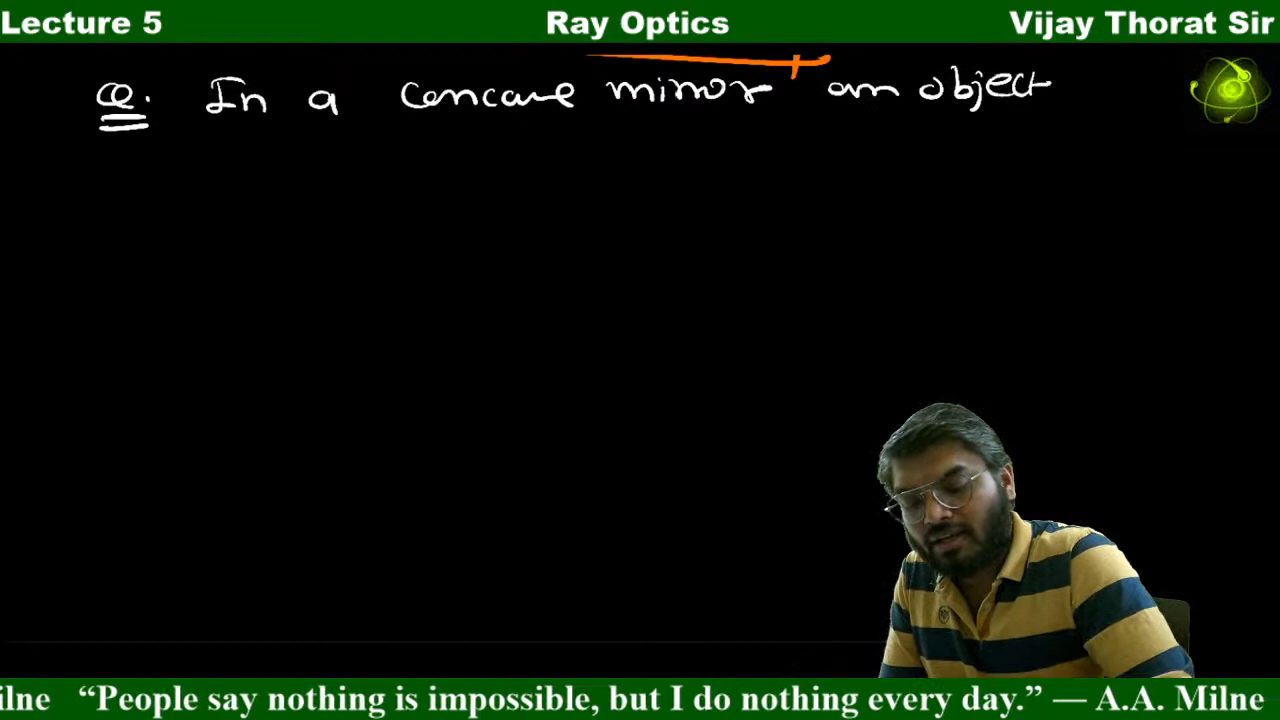 Lecture 5 Ray Optics Vijay Thorat Sir
Q. In a concave mirror an object
ilne “People say nothing is impossible, but I do nothing every day.” — A.A. Milne